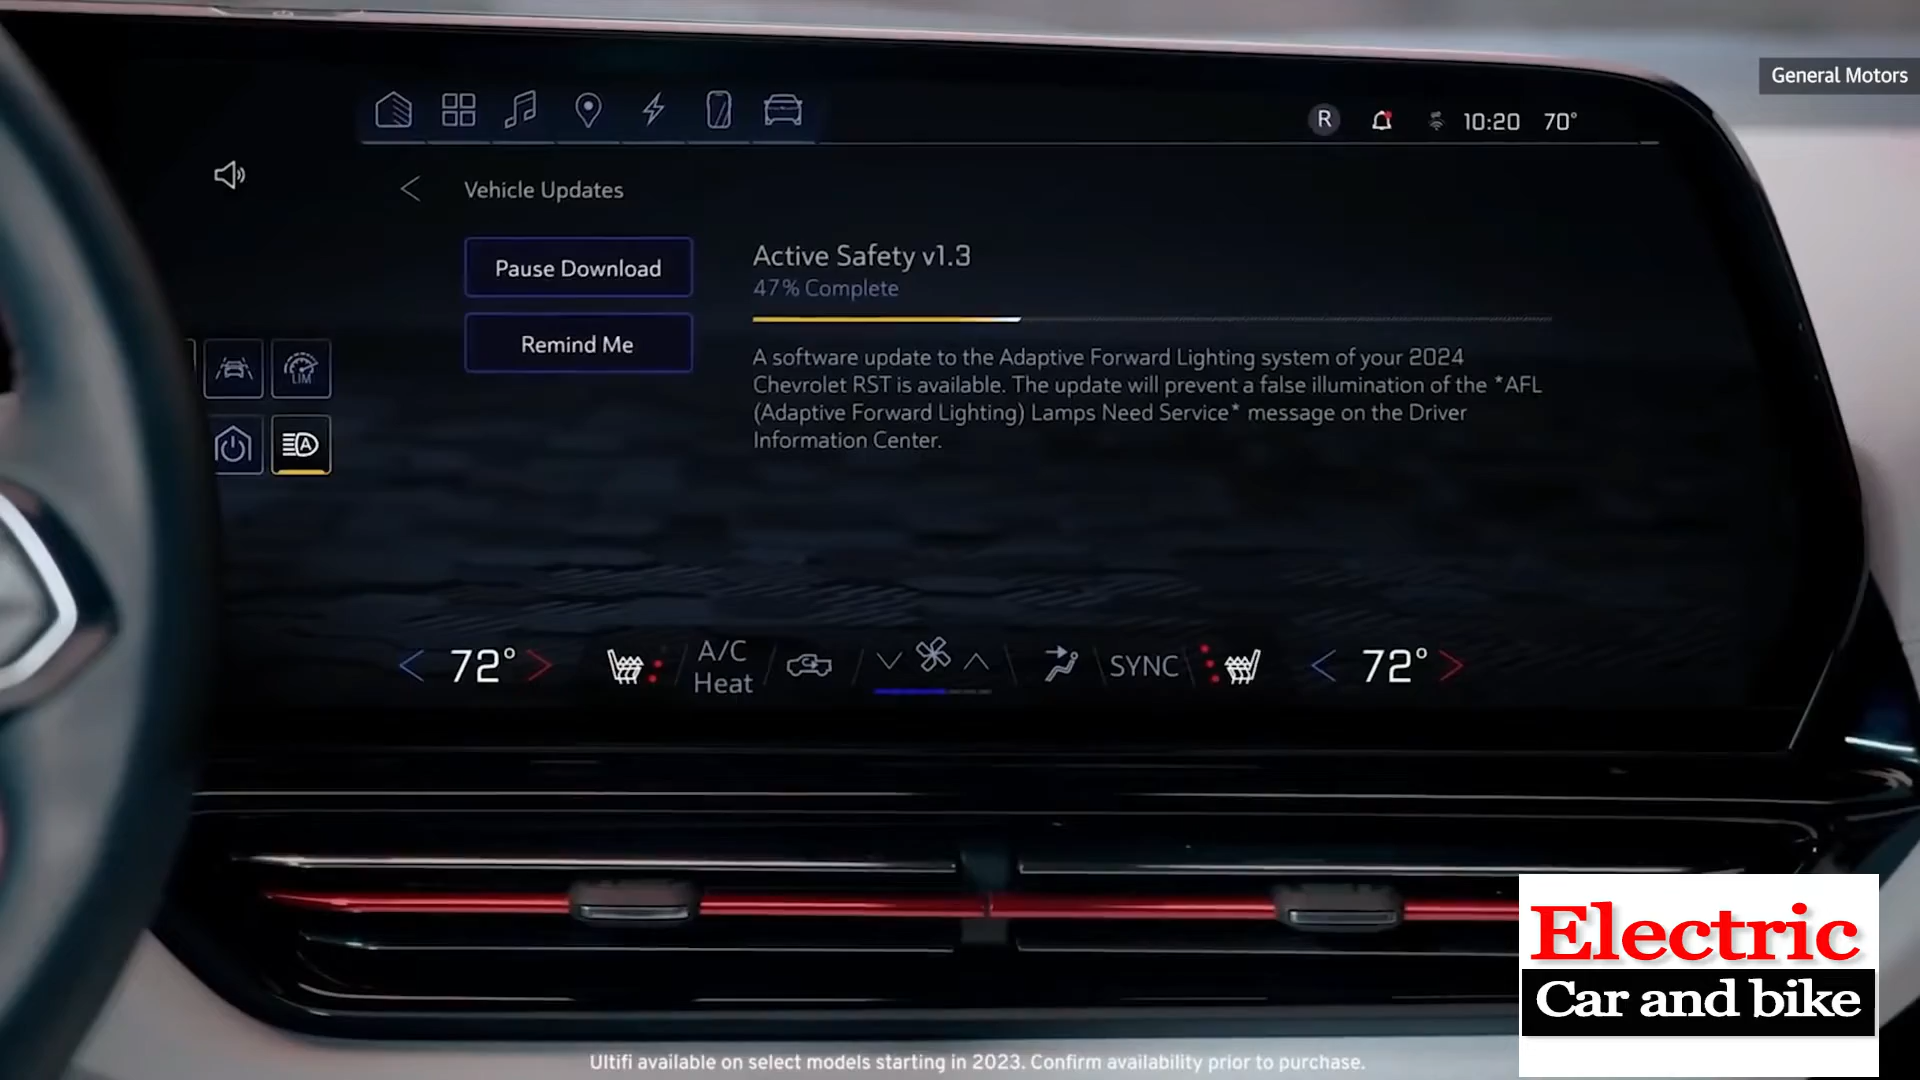 General Motors
R 10:20 70°
Vehicle Updates
Pause Download
Remind Me
Active Safety v1.3
47% Complete
A software update to the Adaptive Forward Lighting system of your 2024
Chevrolet RST is available. The update will prevent a false illumination of the *AFL
(Adaptive Forward Lighting) Lamps Need Service* message on the Driver
Information Center.
LIM
A
72°
A/C
Heat
SYNC
72°
Electric
Car and bike
Ultifi available on select models starting in 2023. Confirm availability prior to purchase.